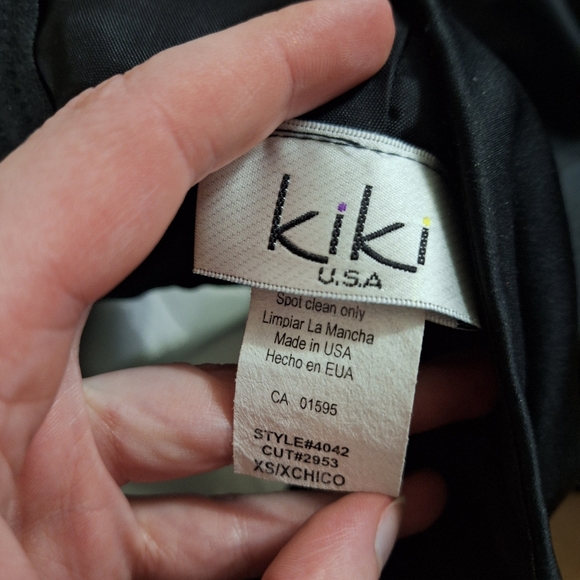 kiki
U.S.A
Spot clean only
Limpiar La Mancha
Made in USA
Hecho en EUA
CA 01595
STYLE#4042
CUT#2953
XS/XCHICO